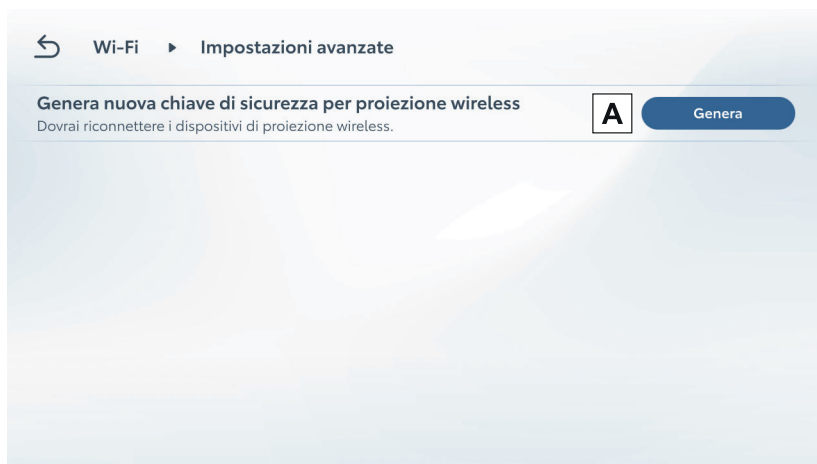 Wi-Fi ▸ Impostazioni avanzate
Genera nuova chiave di sicurezza per proiezione wireless
Dovrai riconnettere i dispositivi di proiezione wireless.
A
Genera